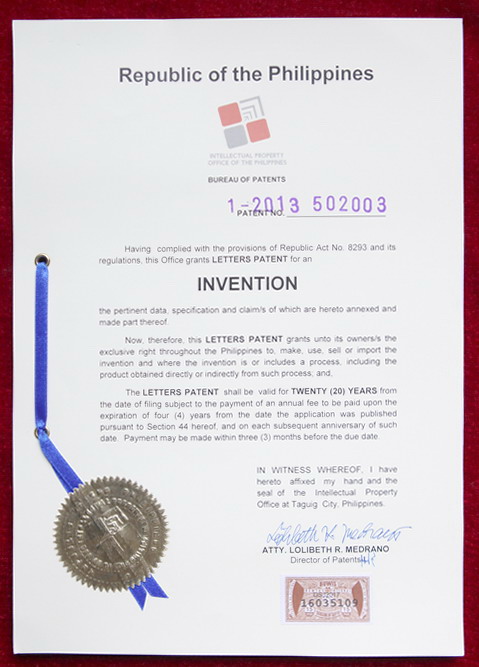 Republic of the Philippines
INTELLECTUAL PROPERTY
OFFICE OF THE PHILIPPINES
BUREAU OF PATENTS
1-2013 502003
PATENT NO.
Having complied with the provisions of Republic Act No. 8293 and its
regulations, this Office grants LETTERS PATENT for an
INVENTION
the pertinent data, specification and claim/s of which are hereto annexed and
made part thereof.
Now, therefore, this LETTERS PATENT grants unto its owners/s the
exclusive right throughout the Philippines to, make, use, sell or import the
invention and where the invention is or includes a process, including the
product obtained directly or indirectly from such process; and,
The LETTERS PATENT shall be valid for TWENTY (20) YEARS from
the date of filing subject to the payment of an annual fee to be paid upon the
expiration of four (4) years from the date the application was published
pursuant to Section 44 hereof, and on each subsequent anniversary of such
date. Payment may be made within three (3) months before the due date.
IN WITNESS WHEREOF, I have
hereto affixed my hand and the
seal of the Intellectual Property
Office at Taguig City, Philippines.
ATTY. LOLIBETH R. MEDRANO
Director of Patents
16035109